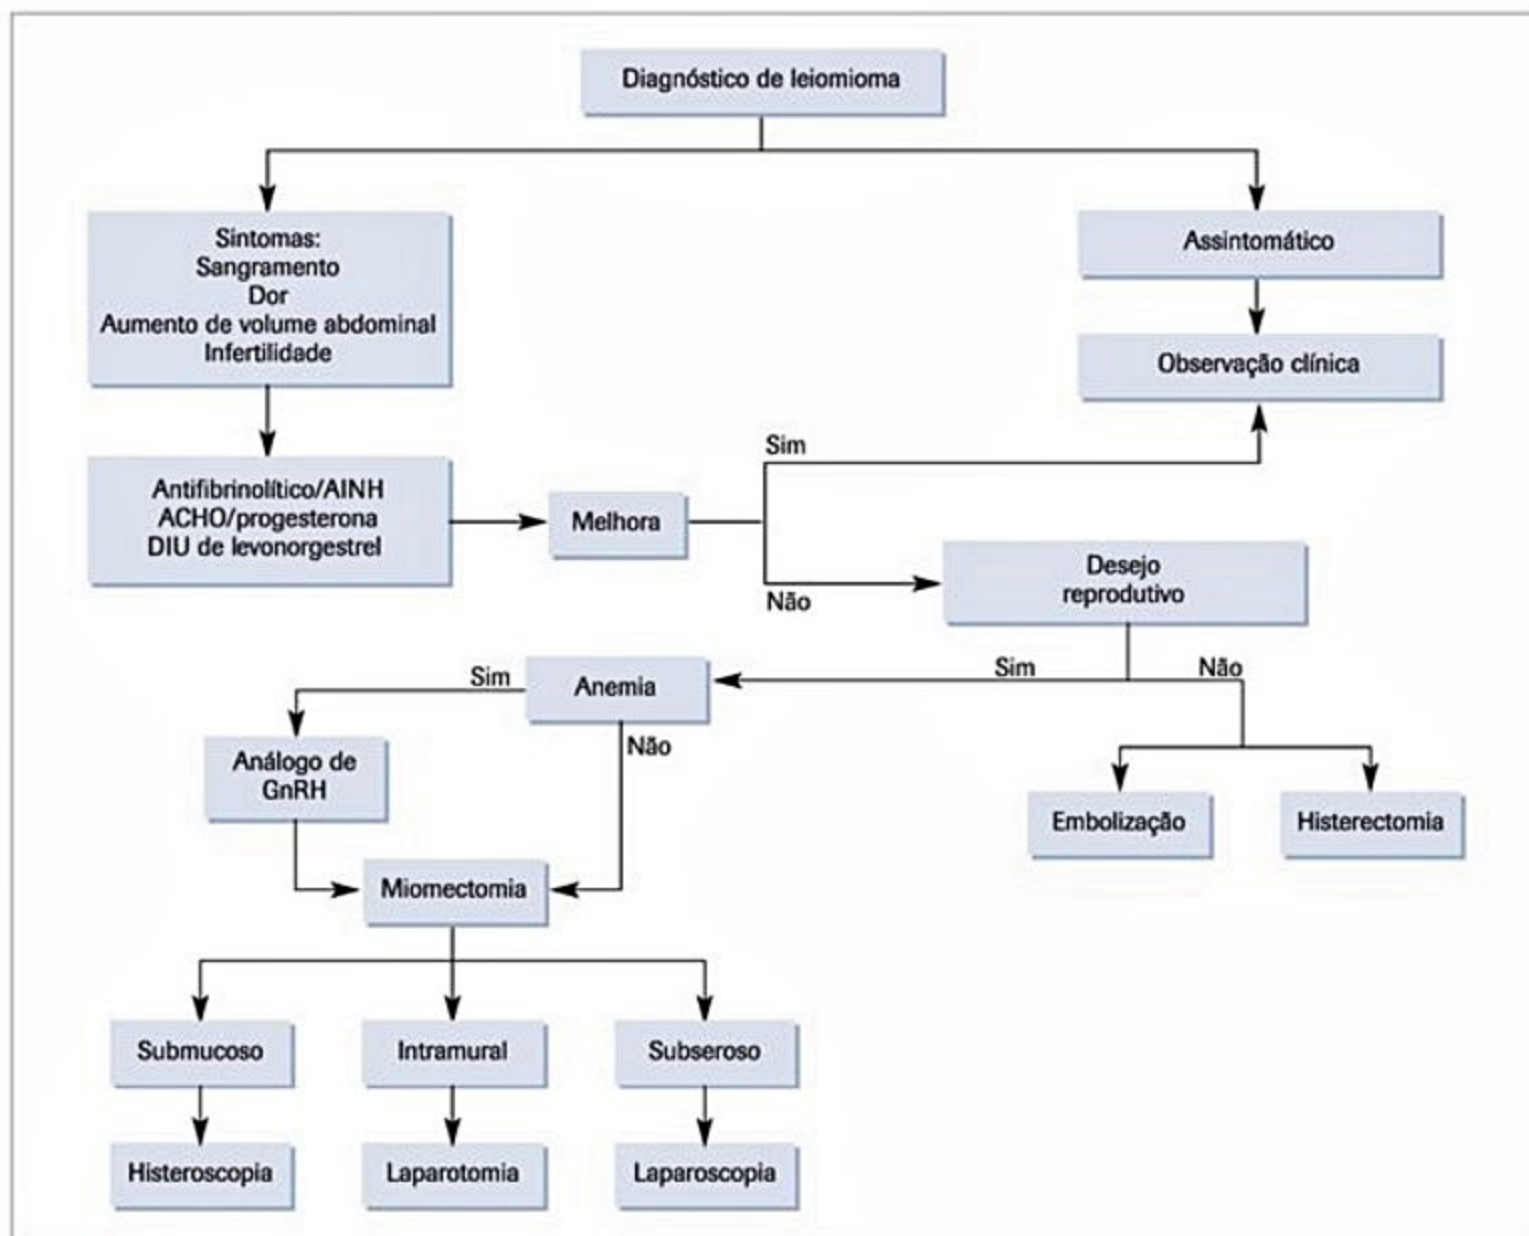 Diagnóstico de leiomioma
Sintomas:
Sangramento
Dor
Aumento de volume abdominal
Infertilidade
Assintomático
Observação clínica
Antifibrinolítico/AINH
ACHO/progesterona
DIU de levonorgestrel
Melhora
Sim
Não
Desejo
reprodutivo
Sim
Não
Anemia
Sim
Não
Análogo de
GnRH
Embolização
Histerectomia
Miomectomia
Submucoso
Intramural
Subseroso
Histeroscopia
Laparotomia
Laparoscopia